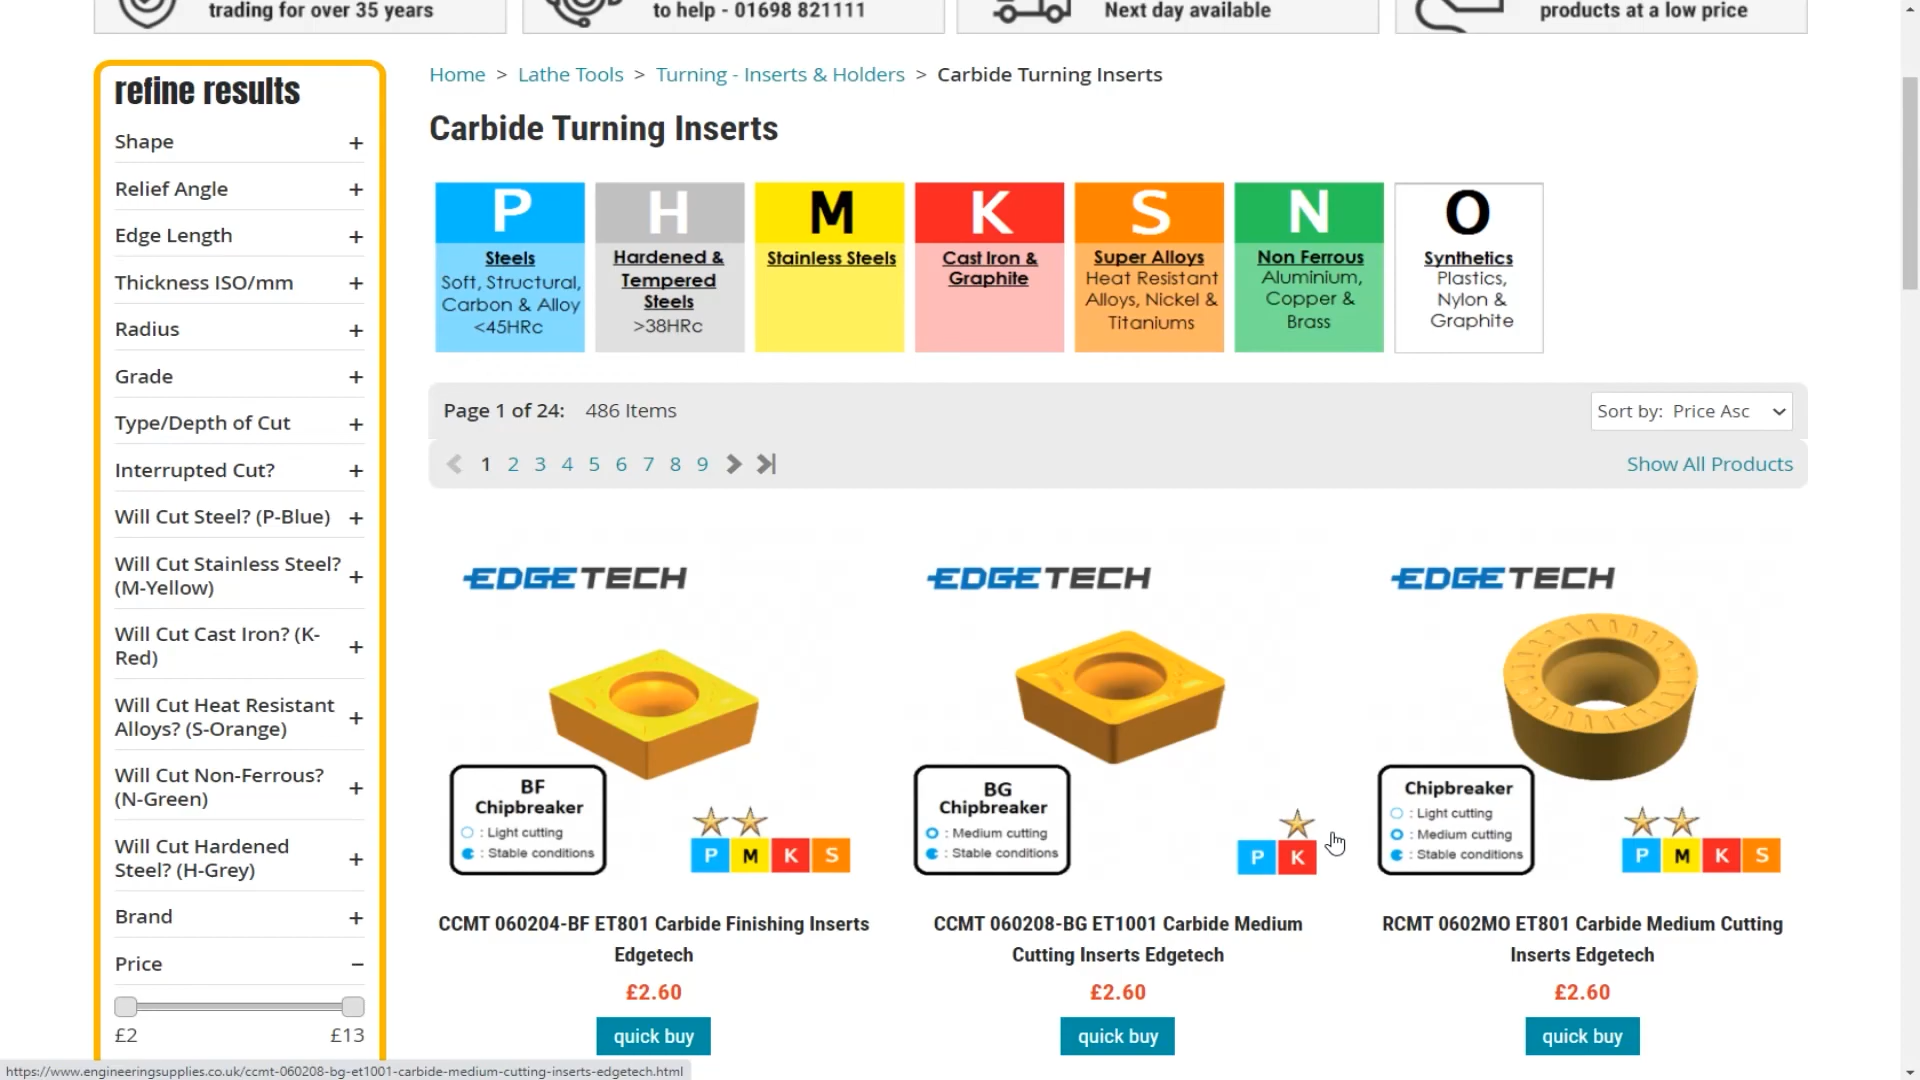 trading for over 35 years
to help - 01698 821111
Next day available
products at a low price
refine results
Shape +
Relief Angle +
Edge Length +
Thickness ISO/mm +
Radius +
Grade +
Type/Depth of Cut +
Interrupted Cut? +
Will Cut Steel? (P-Blue) +
Will Cut Stainless Steel?
(M-Yellow) +
Will Cut Cast Iron? (K-
Red) +
Will Cut Heat Resistant
Alloys? (S-Orange) +
Will Cut Non-Ferrous?
(N-Green) +
Will Cut Hardened
Steel? (H-Grey) +
Brand +
Price −
£2 £13
Home > Lathe Tools > Turning - Inserts & Holders > Carbide Turning Inserts
Carbide Turning Inserts
P
Steels
Soft, Structural,
Carbon & Alloy
<45HRc
H
Hardened &
Tempered
Steels
>38HRc
M
Stainless Steels
K
Cast Iron &
Graphite
S
Super Alloys
Heat Resistant
Alloys, Nickel &
Titaniums
N
Non Ferrous
Aluminium,
Copper &
Brass
O
Synthetics
Plastics,
Nylon &
Graphite
Page 1 of 24: 486 Items
Sort by: Price Asc
1 2 3 4 5 6 7 8 9
Show All Products
EDGETECH
BF
Chipbreaker
: Light cutting
: Stable conditions
P M K S
CCMT 060204-BF ET801 Carbide Finishing Inserts
Edgetech
£2.60
quick buy
EDGETECH
BG
Chipbreaker
: Medium cutting
: Stable conditions
P K
CCMT 060208-BG ET1001 Carbide Medium
Cutting Inserts Edgetech
£2.60
quick buy
EDGETECH
Chipbreaker
: Light cutting
: Medium cutting
: Stable conditions
P M K S
RCMT 0602MO ET801 Carbide Medium Cutting
Inserts Edgetech
£2.60
quick buy
https://www.engineeringsupplies.co.uk/ccmt-060208-bg-et1001-carbide-medium-cutting-inserts-edgetech.html